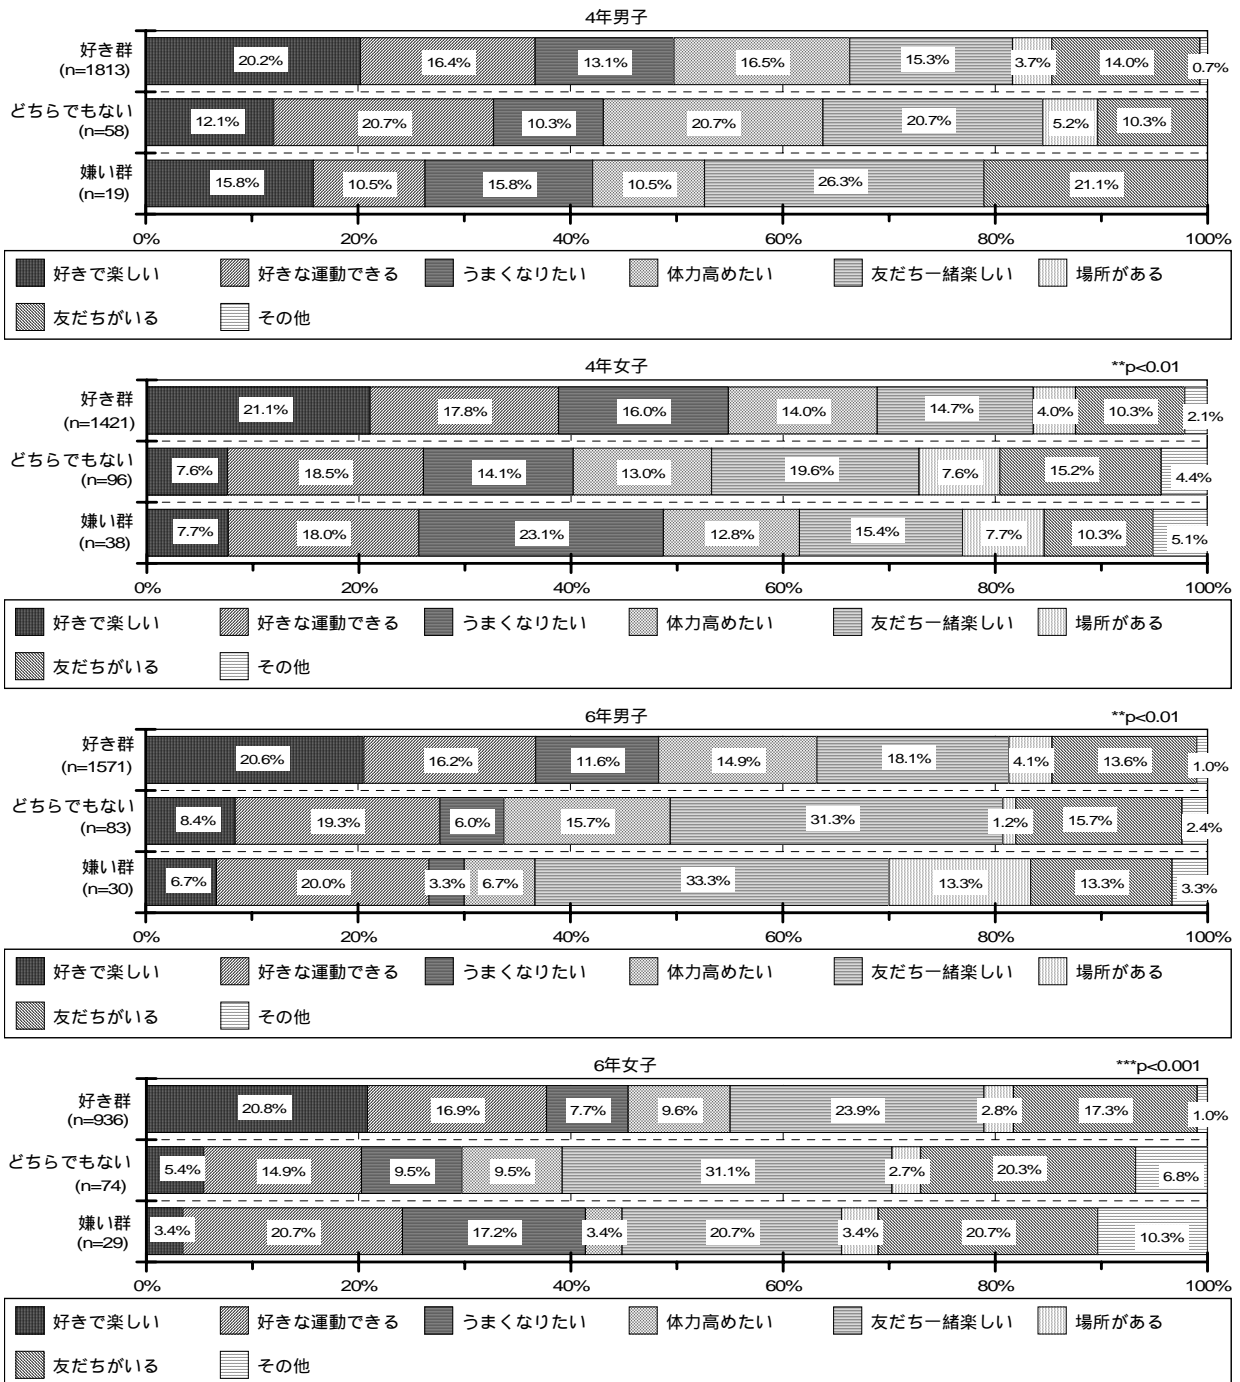 4年男子
好き群
(n=1813)
20.2% 16.4% 13.1% 16.5% 15.3% 3.7% 14.0% 0.7%
どちらでもない
(n=58)
12.1% 20.7% 10.3% 20.7% 20.7% 5.2% 10.3%
嫌い群
(n=19)
15.8% 10.5% 15.8% 10.5% 26.3% 21.1%
0% 20% 40% 60% 80% 100%
好きで楽しい 好きな運動できる うまくなりたい 体力高めたい 友だち一緒楽しい 場所がある
友だちがいる その他
4年女子 **p<0.01
好き群
(n=1421)
21.1% 17.8% 16.0% 14.0% 14.7% 4.0% 10.3% 2.1%
どちらでもない
(n=96)
7.6% 18.5% 14.1% 13.0% 19.6% 7.6% 15.2% 4.4%
嫌い群
(n=38)
7.7% 18.0% 23.1% 12.8% 15.4% 7.7% 10.3% 5.1%
0% 20% 40% 60% 80% 100%
好きで楽しい 好きな運動できる うまくなりたい 体力高めたい 友だち一緒楽しい 場所がある
友だちがいる その他
6年男子 **p<0.01
好き群
(n=1571)
20.6% 16.2% 11.6% 14.9% 18.1% 4.1% 13.6% 1.0%
どちらでもない
(n=83)
8.4% 19.3% 6.0% 15.7% 31.3% 1.2% 15.7% 2.4%
嫌い群
(n=30)
6.7% 20.0% 3.3% 6.7% 33.3% 13.3% 13.3% 3.3%
0% 20% 40% 60% 80% 100%
好きで楽しい 好きな運動できる うまくなりたい 体力高めたい 友だち一緒楽しい 場所がある
友だちがいる その他
6年女子 ***p<0.001
好き群
(n=936)
20.8% 16.9% 7.7% 9.6% 23.9% 2.8% 17.3% 1.0%
どちらでもない
(n=74)
5.4% 14.9% 9.5% 9.5% 31.1% 2.7% 20.3% 6.8%
嫌い群
(n=29)
3.4% 20.7% 17.2% 3.4% 20.7% 3.4% 20.7% 10.3%
0% 20% 40% 60% 80% 100%
好きで楽しい 好きな運動できる うまくなりたい 体力高めたい 友だち一緒楽しい 場所がある
友だちがいる その他